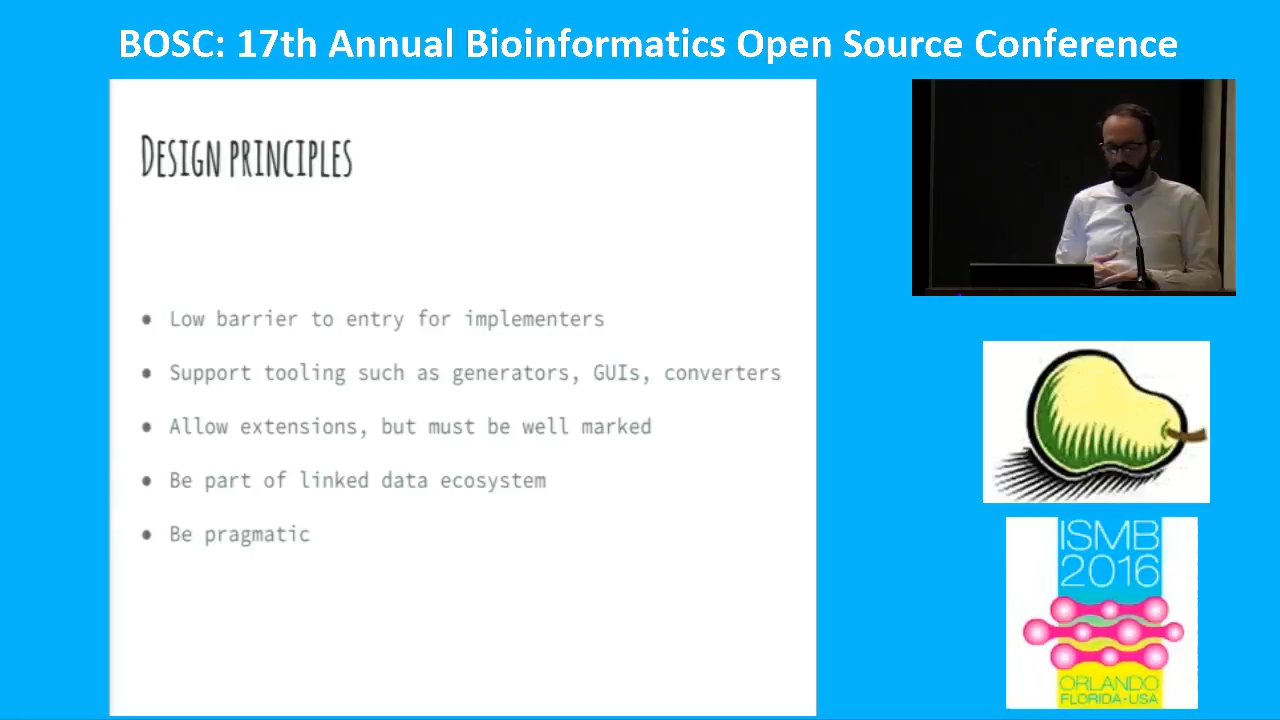 BOSC: 17th Annual Bioinformatics Open Source Conference
DESIGN PRINCIPLES
● Low barrier to entry for implementers
● Support tooling such as generators, GUIs, converters
● Allow extensions, but must be well marked
● Be part of linked data ecosystem
● Be pragmatic
ISMB
2016
ORLANDO
FLORIDA•USA